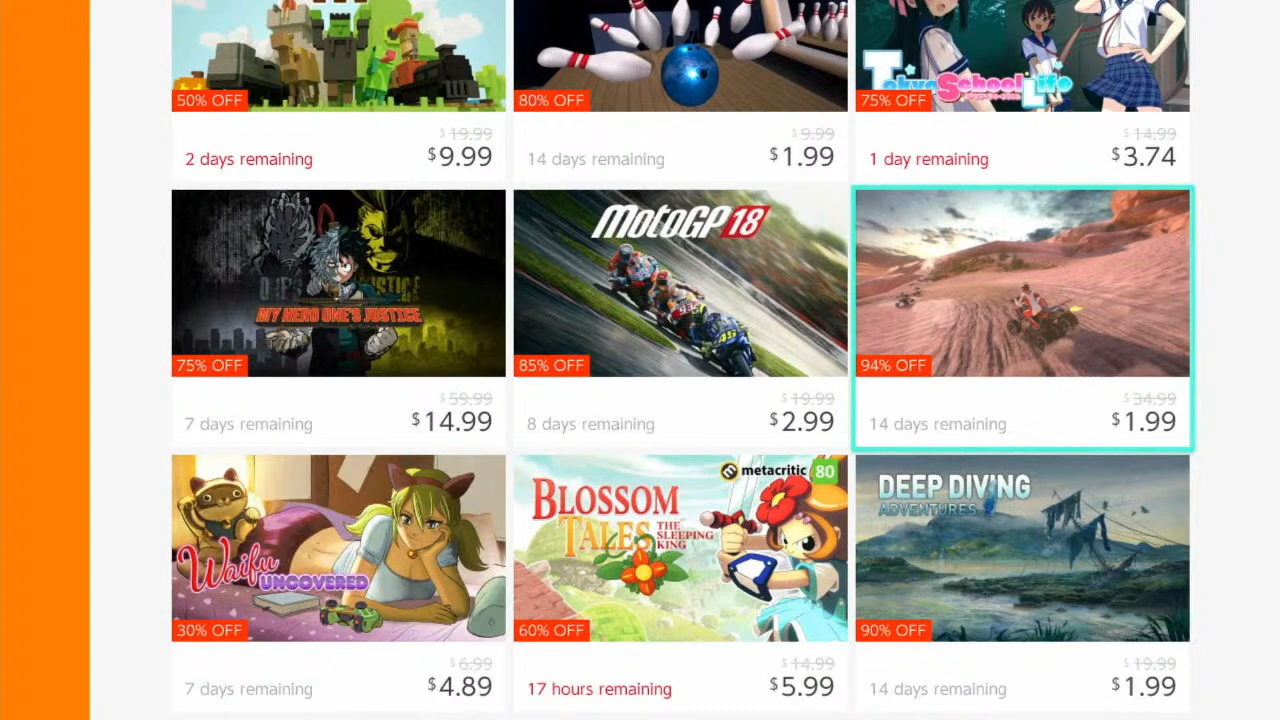 Tokyo School Life
50% OFF
80% OFF
75% OFF
$19.99
$9.99
$14.99
2 days remaining
$9.99
14 days remaining
$1.99
1 day remaining
$3.74
MotoGP 18
ONE'S JUSTICE
MY HERO ONE'S JUSTICE
75% OFF
85% OFF
94% OFF
$59.99
$19.99
$34.99
7 days remaining
$14.99
8 days remaining
$2.99
14 days remaining
$1.99
metacritic 80
Waifu
UNCOVERED
BLOSSOM
TALES
THE
SLEEPING
KING
DEEP DIVING
ADVENTURES
30% OFF
60% OFF
90% OFF
$6.99
$14.99
$19.99
7 days remaining
$4.89
17 hours remaining
$5.99
14 days remaining
$1.99